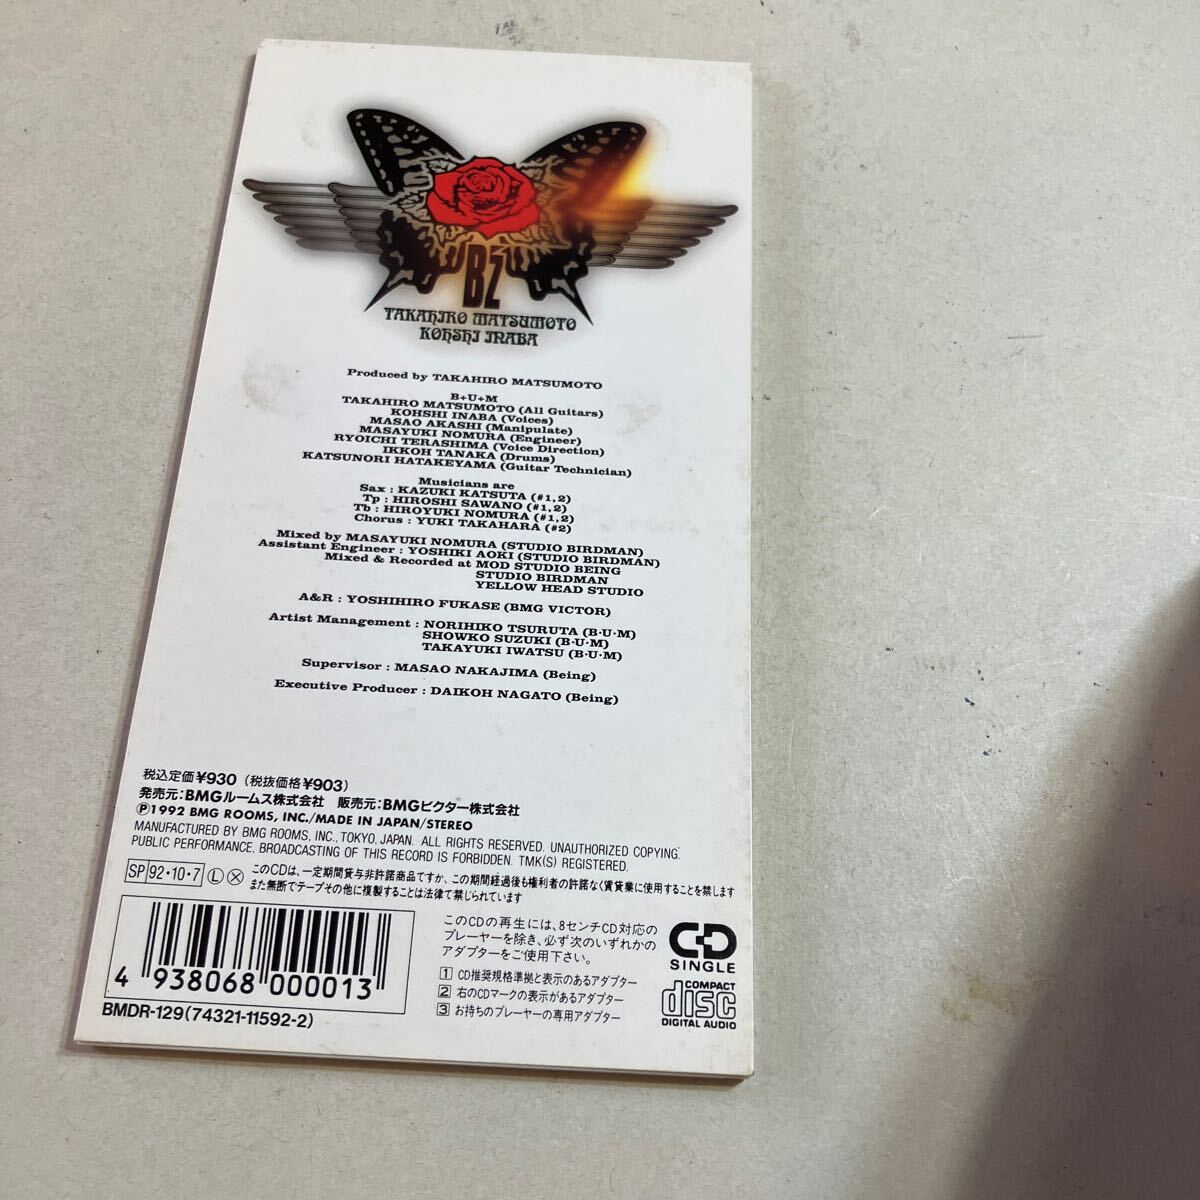 B'z
TAKAHIRO MATSUMOTO
KOHSHI INABA
Produced by TAKAHIRO MATSUMOTO
B+U+M
TAKAHIRO MATSUMOTO (All Guitars)
KOHSHI INABA (Voices)
MASAO AKASHI (Manipulate)
MASAYUKI NOMURA (Engineer)
RYOICHI TERASHIMA (Voice Direction)
IKKOH TANAKA (Drums)
KATSUNORI HATAKEYAMA (Guitar Technician)
Musicians are
Sax : KAZUKI KATSUTA (#1,2)
Tp : HIROSHI SAWANO (#1,2)
Tb : HIROYUKI NOMURA (#1,2)
Chorus : YUKI TAKAHARA (#2)
Mixed by MASAYUKI NOMURA (STUDIO BIRDMAN)
Assistant Engineer : YOSHIKI AOKI (STUDIO BIRDMAN)
Mixed & Recorded at MOD STUDIO BEING
STUDIO BIRDMAN
YELLOW HEAD STUDIO
A&R : YOSHIHIRO FUKASE (BMG VICTOR)
Artist Management : NORIHIKO TSURUTA (B·U·M)
SHOWKO SUZUKI (B·U·M)
TAKAYUKI IWATSU (B·U·M)
Supervisor : MASAO NAKAJIMA (Being)
Executive Producer : DAIKOH NAGATO (Being)
税込定価¥930（税抜価格¥903）
発売元:BMGルームス株式会社 販売元:BMGビクター株式会社
Ⓟ1992 BMG ROOMS, INC./MADE IN JAPAN/STEREO
MANUFACTURED BY BMG ROOMS, INC., TOKYO, JAPAN. ALL RIGHTS RESERVED. UNAUTHORIZED COPYING.
PUBLIC PERFORMANCE. BROADCASTING OF THIS RECORD IS FORBIDDEN. TMK(S) REGISTERED.
SP 92・10・7 Ⓛ Ⓧ このCDは、一定期間貸与非許諾商品ですが、この期間経過後も権利者の許諾なく賃貸業に使用することを禁じます
また無断でテープその他に複製することは法律で禁じられています
4 938068 000013
BMDR-129(74321-11592-2)
このCDの再生には、8センチCD対応の
プレーヤーを除き、必ず次のいずれかの
アダプターをご使用下さい。
1 CD推奨規格準拠と表示のあるアダプター
2 右のCDマークの表示があるアダプター
3 お持ちのプレーヤーの専用アダプター
CD
SINGLE
COMPACT
disc
DIGITAL AUDIO